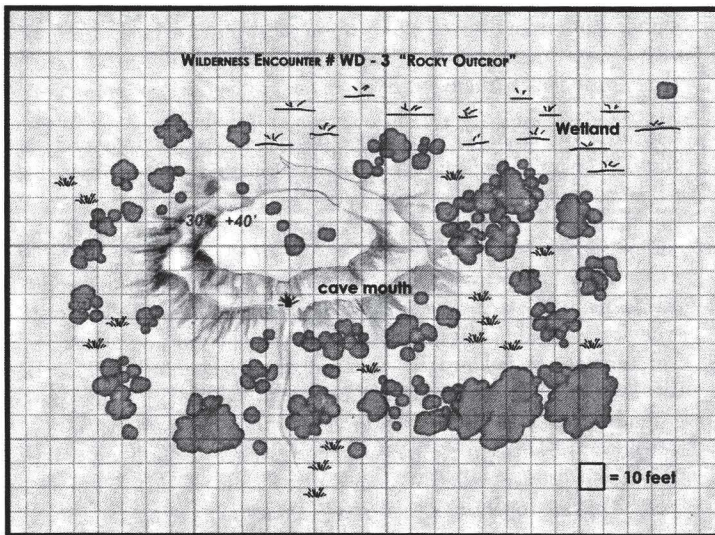 WILDERNESS ENCOUNTER # WD - 3 "ROCKY OUTCROP"
Wetland
+30' +40'
cave mouth
= 10 feet